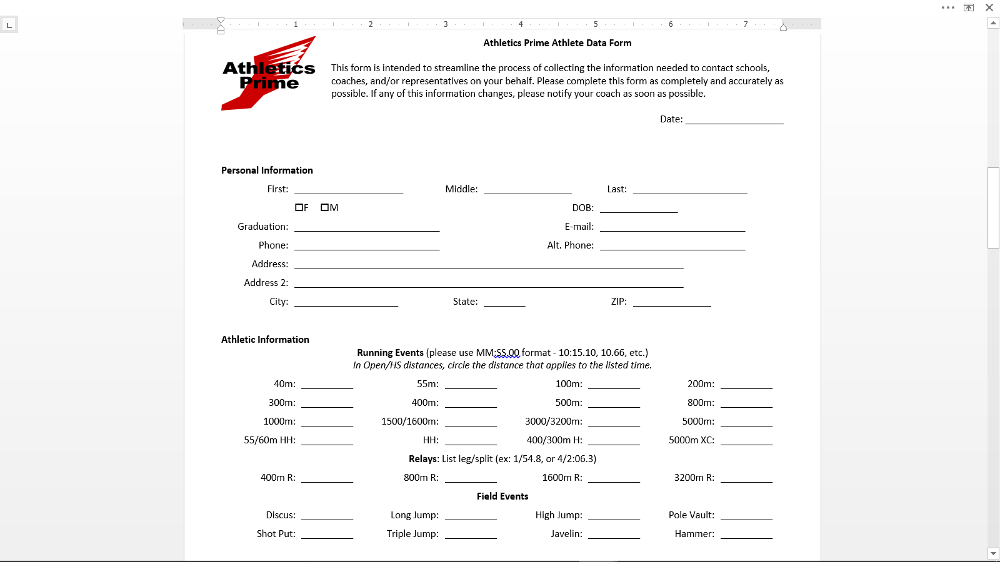 1 2 3 4 5 6 7
Athletics Prime Athlete Data Form
Athletics
Prime
This form is intended to streamline the process of collecting the information needed to contact schools,
coaches, and/or representatives on your behalf. Please complete this form as completely and accurately as
possible. If any of this information changes, please notify your coach as soon as possible.
Date: ___________________
Personal Information
First: _____________________ Middle: _________________ Last: ______________________
☐F ☐M DOB: _______________
Graduation: ____________________________ E-mail: ____________________________
Phone: ____________________________ Alt. Phone: ____________________________
Address: ___________________________________________________________________________
Address 2: ___________________________________________________________________________
City: ____________________ State: ________ ZIP: _______________
Athletic Information
Running Events (please use MM:SS.00 format - 10:15.10, 10.66, etc.)
In Open/HS distances, circle the distance that applies to the listed time.
40m: __________ 55m: __________ 100m: __________ 200m: __________
300m: __________ 400m: __________ 500m: __________ 800m: __________
1000m: __________ 1500/1600m: __________ 3000/3200m: __________ 5000m: __________
55/60m HH: __________ HH: __________ 400/300m H: __________ 5000m XC: __________
Relays: List leg/split (ex: 1/54.8, or 4/2:06.3)
400m R: __________ 800m R: __________ 1600m R: __________ 3200m R: __________
Field Events
Discus: __________ Long Jump: __________ High Jump: __________ Pole Vault: __________
Shot Put: __________ Triple Jump: __________ Javelin: __________ Hammer: __________